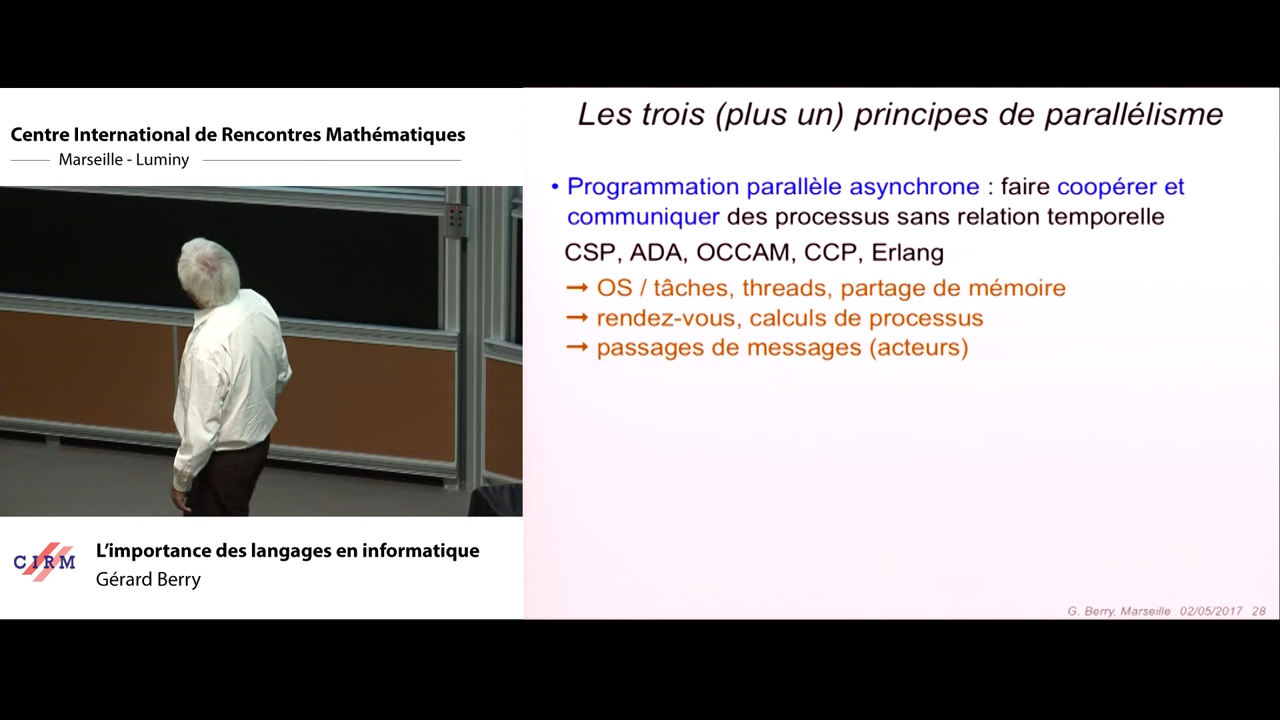 Centre International de Rencontres Mathématiques
Marseille - Luminy
Les trois (plus un) principes de parallélisme
• Programmation parallèle asynchrone : faire coopérer et
communiquer des processus sans relation temporelle
CSP, ADA, OCCAM, CCP, Erlang
→ OS / tâches, threads, partage de mémoire
→ rendez-vous, calculs de processus
→ passages de messages (acteurs)
CIRM
L'importance des langages en informatique
Gérard Berry
G. Berry, Marseille 02/05/2017 28